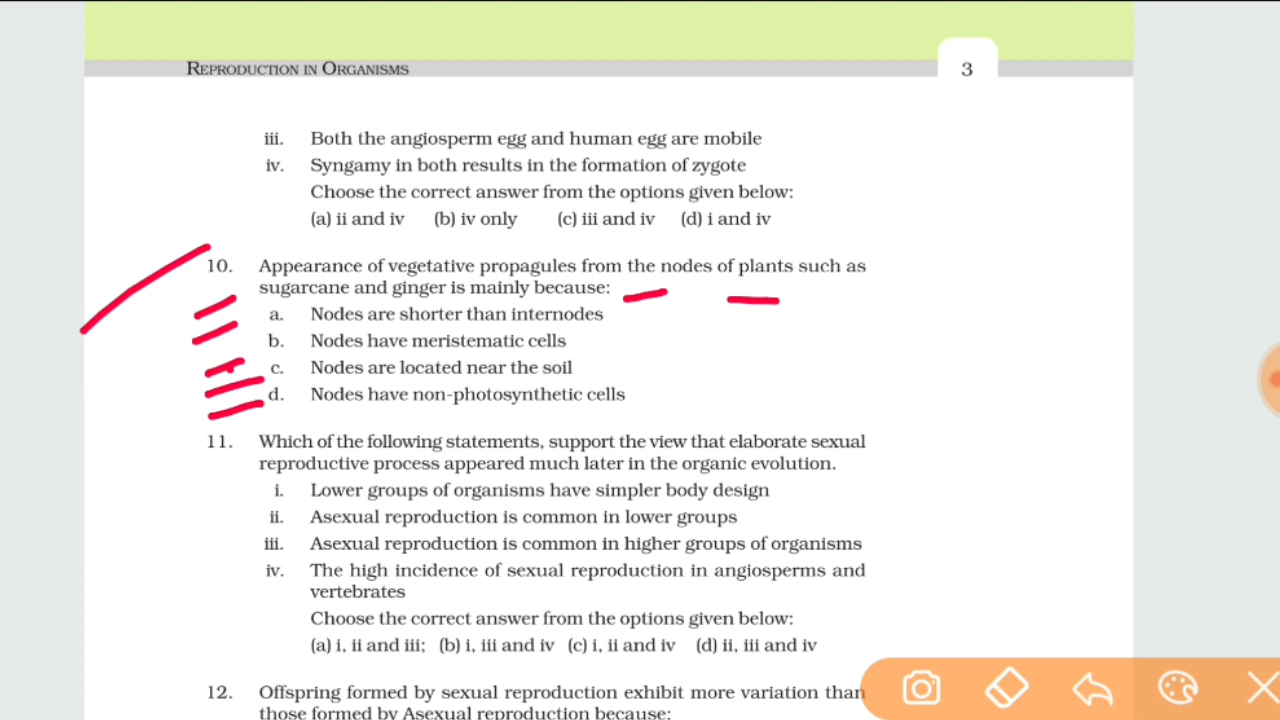 REPRODUCTION IN ORGANISMS
3
iii. Both the angiosperm egg and human egg are mobile
iv. Syngamy in both results in the formation of zygote
Choose the correct answer from the options given below:
(a) ii and iv (b) iv only (c) iii and iv (d) i and iv
10. Appearance of vegetative propagules from the nodes of plants such as
sugarcane and ginger is mainly because:
a. Nodes are shorter than internodes
b. Nodes have meristematic cells
c. Nodes are located near the soil
d. Nodes have non-photosynthetic cells
11. Which of the following statements, support the view that elaborate sexual
reproductive process appeared much later in the organic evolution.
i. Lower groups of organisms have simpler body design
ii. Asexual reproduction is common in lower groups
iii. Asexual reproduction is common in higher groups of organisms
iv. The high incidence of sexual reproduction in angiosperms and
vertebrates
Choose the correct answer from the options given below:
(a) i, ii and iii; (b) i, iii and iv (c) i, ii and iv (d) ii, iii and iv
12. Offspring formed by sexual reproduction exhibit more variation than
those formed by Asexual reproduction because: